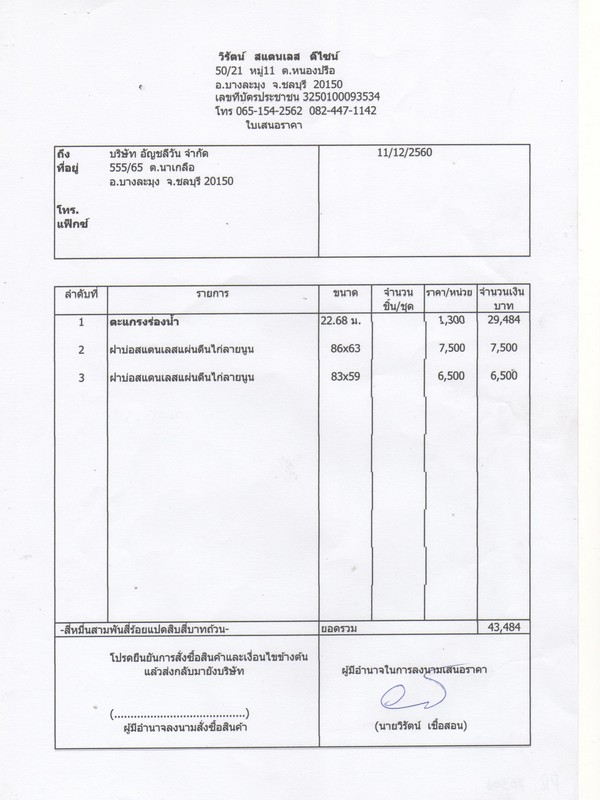 วิรัตน์ สแตนเลส ดีไซน์
50/21 หมู่11 ต.หนองปรือ
อ.บางละมุง จ.ชลบุรี 20150
เลขที่บัตรประชาชน 3250100093534
โทร 065-154-2562 082-447-1142
ใบเสนอราคา
ถึง บริษัท อัญชลีวัน จำกัด 11/12/2560
ที่อยู่ 555/65 ต.นาเกลือ
อ.บางละมุง จ.ชลบุรี 20150
โทร.
แฟ๊กซ์
ลำดับที่ รายการ ขนาด จำนวน ราคา/หน่วย จำนวนเงิน
ชิ้น/ชุด บาท
1 ตะแกรงร่องน้ำ 22.68 ม. 1,300 29,484
2 ฝาบ่อสแตนเลสแผ่นตีนไก่ลายนูน 86x63 7,500 7,500
3 ฝาบ่อสแตนเลสแผ่นตีนไก่ลายนูน 83x59 6,500 6,500
-สี่หมื่นสามพันสี่ร้อยแปดสิบสี่บาทถ้วน- ยอดรวม 43,484
โปรดยืนยันการสั่งซื้อสินค้าและเงื่อนไขข้างต้น
แล้วส่งกลับมายังบริษัท
ผู้มีอำนาจในการลงนามเสนอราคา
(........................................)
ผู้มีอำนาจลงนามสั่งซื้อสินค้า
(นายวิรัตน์ เชื้อสอน)